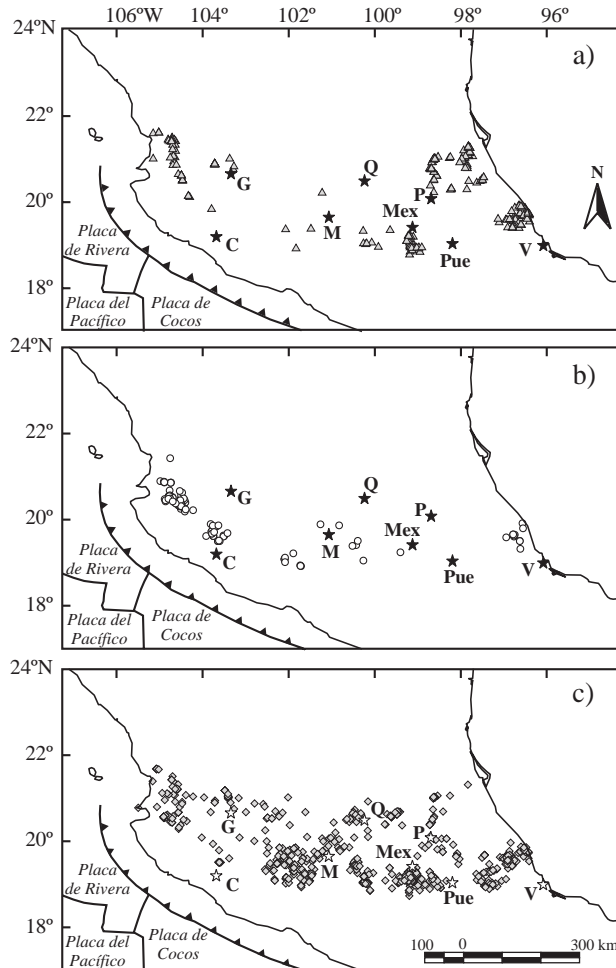 106ºW 104º 102º 100º 98º 96º
24ºN
a)
22º
Q
N
G
20º
P
Mex
M
C
Pue
V
Placa
de Rivera
18º
Placa del
Pacífico
Placa de
Cocos
24ºN
b)
22º
G
Q
20º
P
Mex
M
C
Pue
V
Placa
de Rivera
18º
Placa del
Pacífico
Placa de
Cocos
24ºN
c)
22º
Q
G
20º
P
Mex
M
C
Pue
V
Placa
de Rivera
18º
Placa del
Pacífico
Placa de
Cocos
100 0 300 km